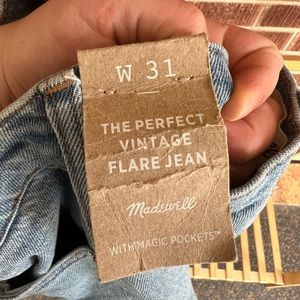 W 31
THE PERFECT
VINTAGE
FLARE JEAN
Madewell
WITH MAGIC POCKETS™